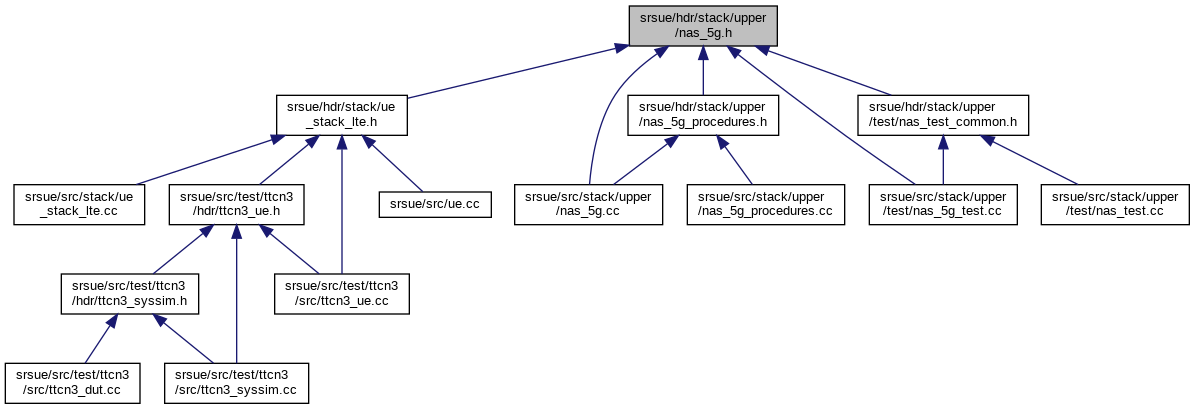 srsue/hdr/stack/upper
/nas_5g.h
srsue/hdr/stack/ue
_stack_lte.h
srsue/hdr/stack/upper
/nas_5g_procedures.h
srsue/hdr/stack/upper
/test/nas_test_common.h
srsue/src/stack/ue
_stack_lte.cc
srsue/src/test/ttcn3
/hdr/ttcn3_ue.h
srsue/src/ue.cc
srsue/src/stack/upper
/nas_5g.cc
srsue/src/stack/upper
/nas_5g_procedures.cc
srsue/src/stack/upper
/test/nas_5g_test.cc
srsue/src/stack/upper
/test/nas_test.cc
srsue/src/test/ttcn3
/hdr/ttcn3_syssim.h
srsue/src/test/ttcn3
/src/ttcn3_ue.cc
srsue/src/test/ttcn3
/src/ttcn3_dut.cc
srsue/src/test/ttcn3
/src/ttcn3_syssim.cc